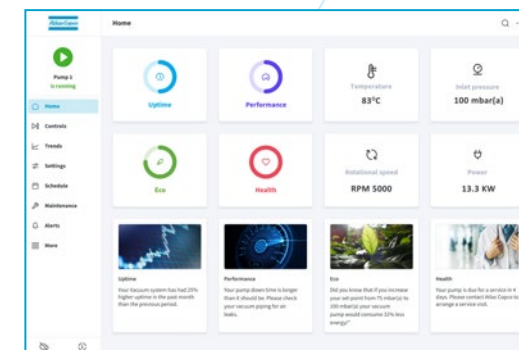 Atlas Copco
Home
Pump 1
is running
Home
Controls
Trends
Settings
Schedule
Maintenance
Alerts
More
Uptime
Performance
Temperature
83°C
Inlet pressure
100 mbar(a)
Eco
Health
Rotational speed
RPM 5000
Power
13.3 KW
Uptime
Your Vacuum system has had 25%
higher uptime in the past month
than the previous period.
Performance
Your pump down time is longer
than it should be. Please check
your vacuum piping for air
leaks.
Eco
Did you know that if you increase
your set point from 75 mbar(a) to
100 mbar(a) your vacuum
pump would consume 32% less
energy?"
Health
Your pump is due for a service in 4
days. Please contact Atlas Copco to
arrange a service visit.